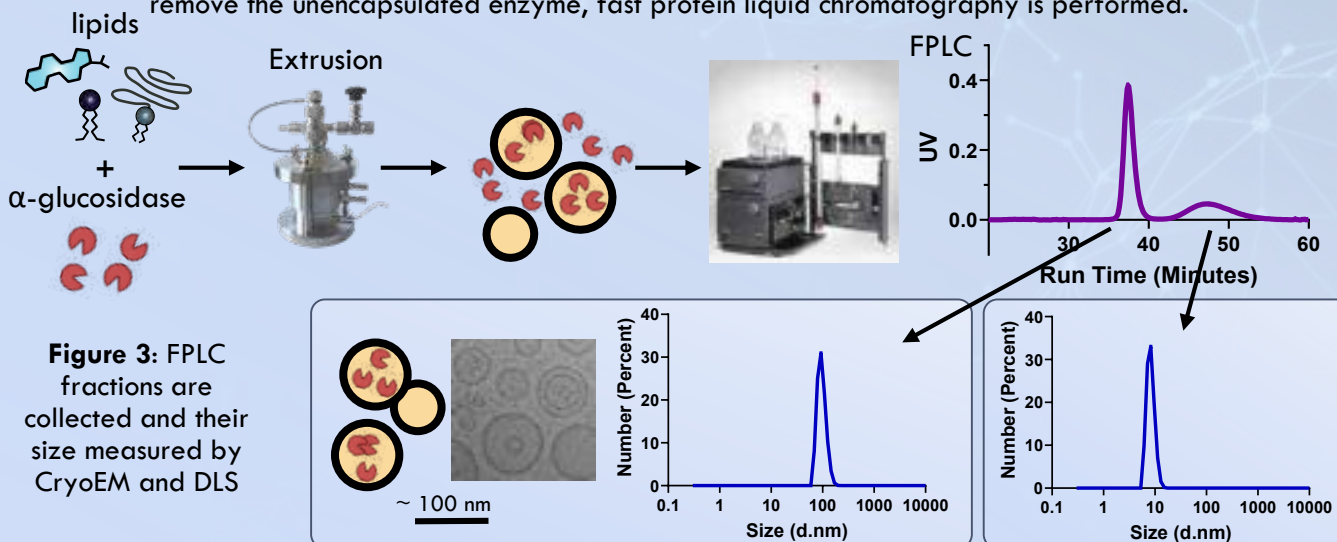 remove the unencapsulated enzyme, fast protein liquid chromatography is performed.
lipids
+
α-glucosidase
Extrusion
FPLC
UV
0.4
0.2
0.0
30
40
50
60
Run Time (Minutes)
Figure 3: FPLC
fractions are
collected and their
size measured by
CryoEM and DLS
~ 100 nm
Number (Percent)
40
30
20
10
0
0.1 1 10 100 1000 10000
Size (d.nm)
Number (Percent)
40
30
20
10
0
0.1 1 10 100 1000 10000
Size (d.nm)